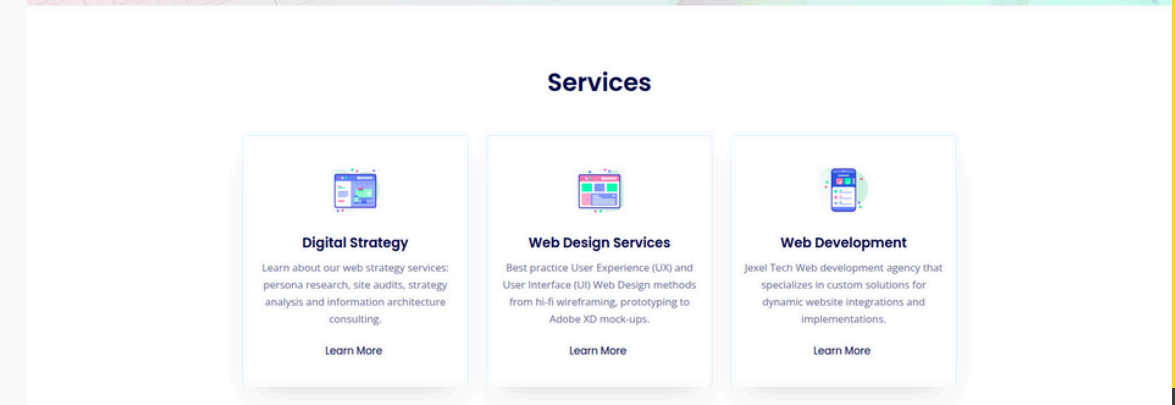 Services
Digital Strategy
Learn about our web strategy services:
persona research, site audits, strategy
analysis and information architecture
consulting.
Learn More
Web Design Services
Best practice User Experience (UX) and
User Interface (UI) Web Design methods
from hi-fi wireframing, prototyping to
Adobe XD mock-ups.
Learn More
Web Development
Jexel Tech Web development agency that
specializes in custom solutions for
dynamic website integrations and
implementations.
Learn More